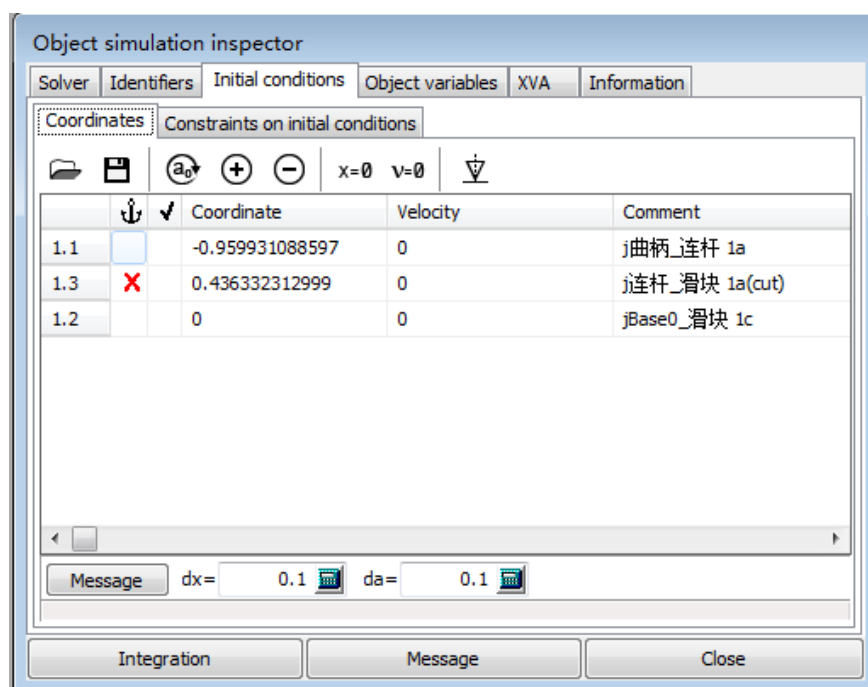 Object simulation inspector
Solver Identifiers Initial conditions Object variables XVA Information
Coordinates Constraints on initial conditions
a₀ x=0 v=0
Coordinate Velocity Comment
1.1 -0.959931088597 0 j曲柄_连杆 1a
1.3 0.436332312999 0 j连杆_滑块 1a(cut)
1.2 0 0 jBase0_滑块 1c
Message dx= 0.1 da= 0.1
Integration Message Close